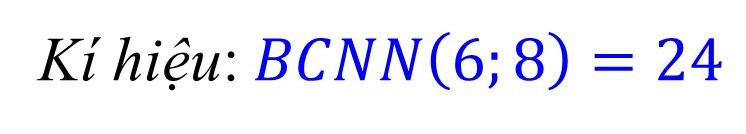 Kí hiệu: BCNN(6;8) = 24